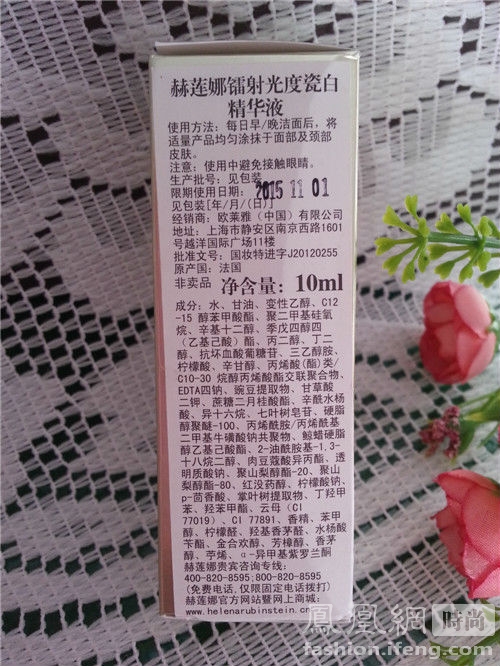 赫莲娜镭射光度瓷白
精华液
使用方法：每日早/晚洁面后，将
适量产品均匀涂抹于面部及颈部
皮肤。
注意：使用中避免接触眼睛。
生产批号：见包装
限期使用日期：2015 11 01
见包装[年/月/(日)]
经销商：欧莱雅（中国）有限公司
地址：上海市静安区南京西路1601
号越洋国际广场11楼
批准文号：国妆特进字J20120255
原产国：法国
非卖品 净含量：10ml
成分：水、甘油、变性乙醇、C12
-15 醇苯甲酸酯、聚二甲基硅氧
烷、辛基十二醇、季戊四醇四
（乙基己酸）酯、丙二醇、丁二
醇、抗坏血酸葡糖苷、三乙醇胺、
柠檬酸、辛甘醇、丙烯酸(酯)类/
C10-30 烷醇丙烯酸酯交联聚合物、
EDTA四钠、豌豆提取物、甘草酸
二钾、蔗糖二月桂酸酯、辛酰水杨
酸、异十六烷、七叶树皂苷、硬脂
醇聚醚-100、丙烯酰胺/丙烯酰基
二甲基牛磺酸钠共聚物、鲸蜡硬脂
醇乙基己酸酯、2-油酰胺基-1,3-
十八烷二醇、肉豆蔻酸异丙酯、透
明质酸钠、聚山梨醇酯-20、聚山
梨醇酯-80、红没药醇、柠檬酸钠、
p-茴香酸、掌叶树提取物、丁羟甲
苯、羟苯甲酯、云母（CI
77019）、CI 77891、香精、苯甲
醇、柠檬醛、羟基香茅醛、水杨酸
苄酯、金合欢醇、芳樟醇、香茅
醇、苧烯、α-异甲基紫罗兰酮
赫莲娜贵宾咨询专线：
400-820-8595;800-820-8595
(免费电话，仅限固定电话拨打)
赫莲娜官方网站暨网上商城：
www.helenarubinstein.cn
鳳凰網 時尚
fashion.ifeng.com